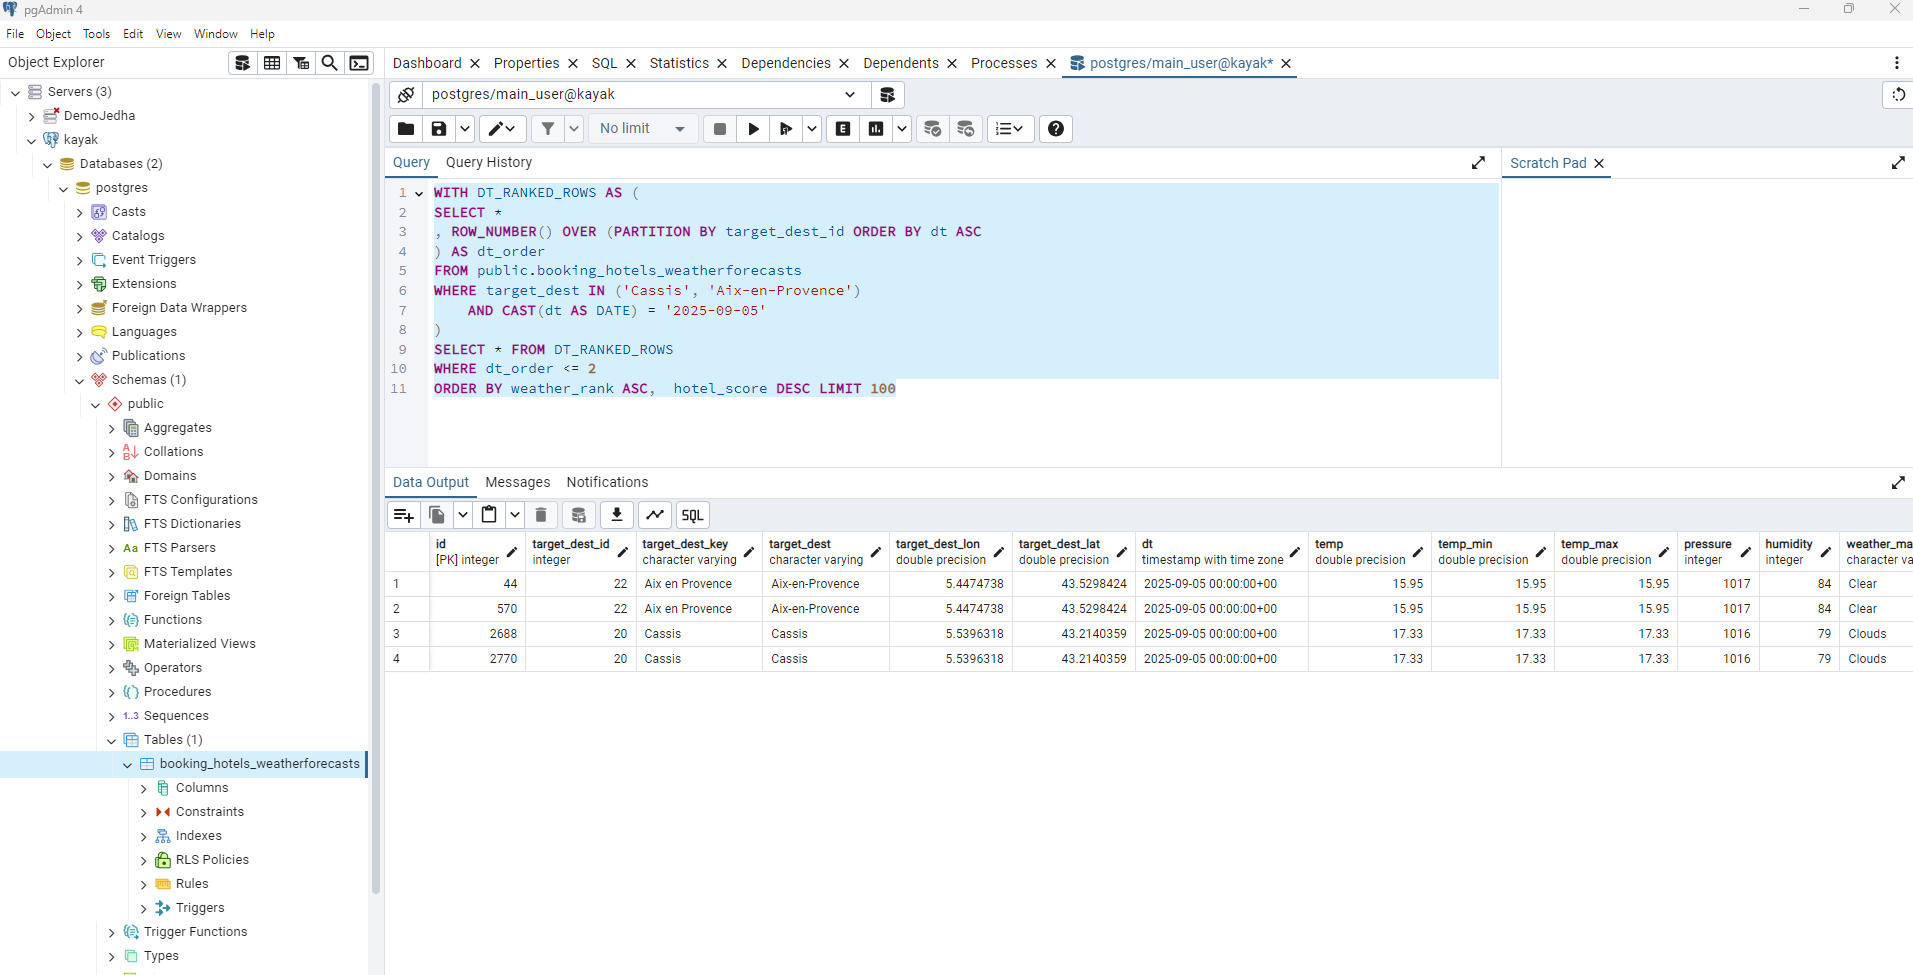 pgAdmin 4
File Object Tools Edit View Window Help
Object Explorer
Dashboard Properties SQL Statistics Dependencies Dependents Processes postgres/main_user@kayak*
Servers (3)
DemoJedha
kayak
Databases (2)
postgres
Casts
Catalogs
Event Triggers
Extensions
Foreign Data Wrappers
Languages
Publications
Schemas (1)
public
Aggregates
Collations
Domains
FTS Configurations
FTS Dictionaries
Aa FTS Parsers
FTS Templates
Foreign Tables
Functions
Materialized Views
Operators
Procedures
1..3 Sequences
Tables (1)
booking_hotels_weatherforecasts
Columns
Constraints
Indexes
RLS Policies
Rules
Triggers
Trigger Functions
Types
postgres/main_user@kayak
No limit E
Query Query History
Scratch Pad
1 WITH DT_RANKED_ROWS AS (
2 SELECT *
3 , ROW_NUMBER() OVER (PARTITION BY target_dest_id ORDER BY dt ASC
4 ) AS dt_order
5 FROM public.booking_hotels_weatherforecasts
6 WHERE target_dest IN ('Cassis', 'Aix-en-Provence')
7 AND CAST(dt AS DATE) = '2025-09-05'
8 )
9 SELECT * FROM DT_RANKED_ROWS
10 WHERE dt_order <= 2
11 ORDER BY weather_rank ASC, hotel_score DESC LIMIT 100
Data Output Messages Notifications
SQL
id target_dest_id target_dest_key target_dest target_dest_lon target_dest_lat dt temp temp_min temp_max pressure humidity weather_ma
[PK] integer integer character varying character varying double precision double precision timestamp with time zone double precision double precision double precision integer integer character va
1 44 22 Aix en Provence Aix-en-Provence 5.4474738 43.5298424 2025-09-05 00:00:00+00 15.95 15.95 15.95 1017 84 Clear
2 570 22 Aix en Provence Aix-en-Provence 5.4474738 43.5298424 2025-09-05 00:00:00+00 15.95 15.95 15.95 1017 84 Clear
3 2688 20 Cassis Cassis 5.5396318 43.2140359 2025-09-05 00:00:00+00 17.33 17.33 17.33 1016 79 Clouds
4 2770 20 Cassis Cassis 5.5396318 43.2140359 2025-09-05 00:00:00+00 17.33 17.33 17.33 1016 79 Clouds